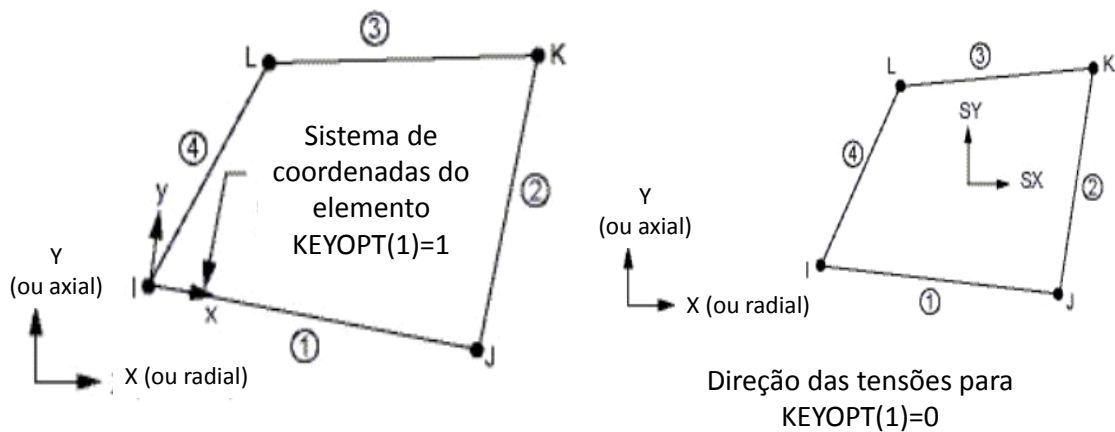 ③
L
K
④
Sistema de
coordenadas do
elemento
KEYOPT(1)=1
②
y
Y
(ou axial)
I
x
①
J
X (ou radial)
③
L
K
SY
④
SX
②
Y
(ou axial)
I
X (ou radial)
①
J
Direção das tensões para
KEYOPT(1)=0